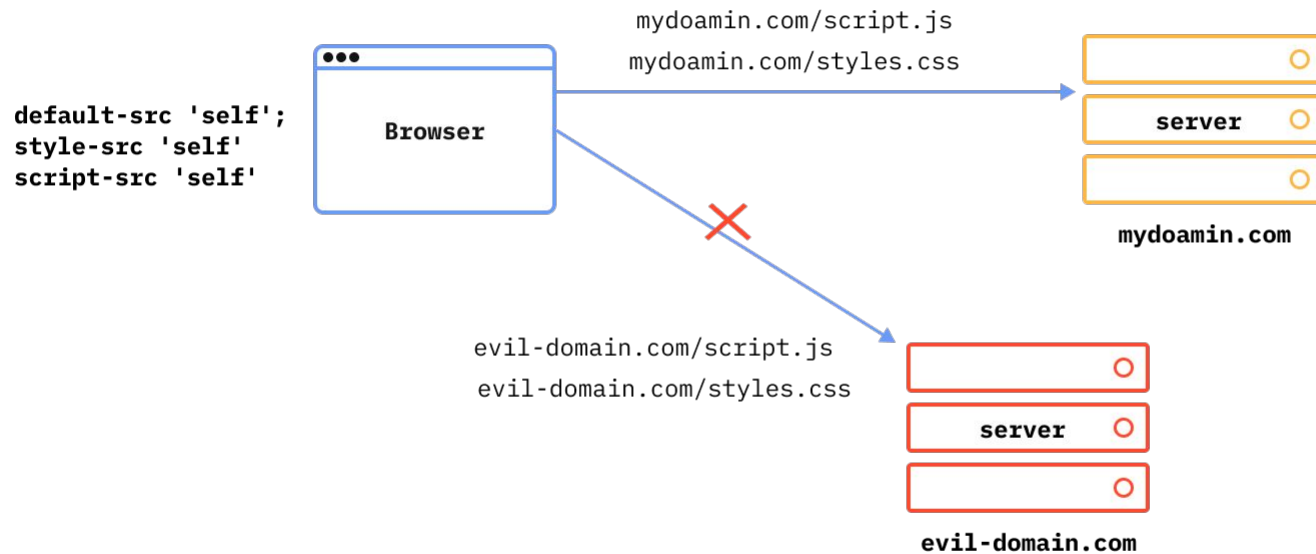 mydoamin.com/script.js
mydoamin.com/styles.css
default-src 'self';
style-src 'self'
script-src 'self'
Browser
server
mydoamin.com
evil-domain.com/script.js
evil-domain.com/styles.css
server
evil-domain.com